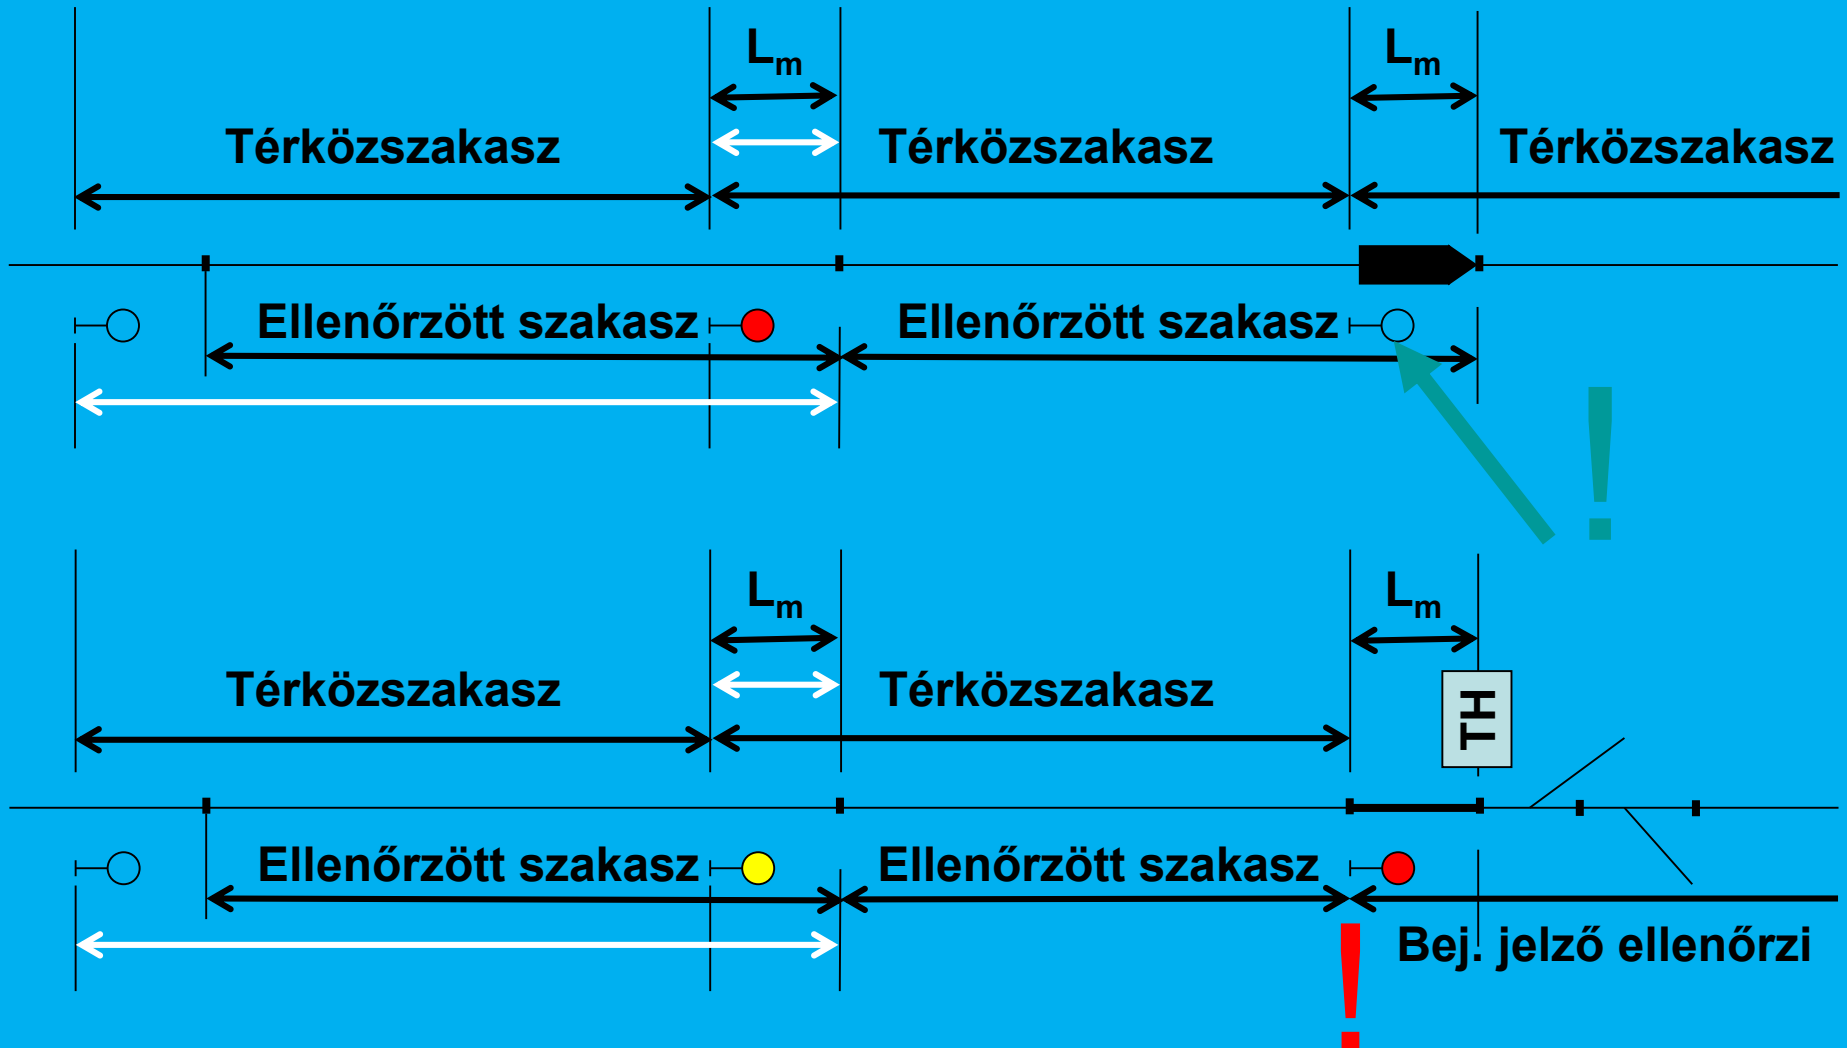 Lm
Lm
Térközszakasz
Térközszakasz
Térközszakasz
Ellenőrzött szakasz
Ellenőrzött szakasz
!
Lm
Lm
Térközszakasz
Térközszakasz
TH
Ellenőrzött szakasz
Ellenőrzött szakasz
!
Bej. jelző ellenőrzi